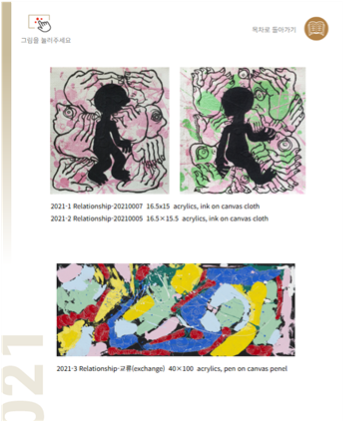 그림을 눌러주세요
목차로 돌아가기
2021-1 Relationship-20210007 16.5x15 acrylics, ink on canvas cloth
2021-2 Relationship-20210005 16.5×15.5 acrylics, ink on canvas cloth
2021-3 Relationship-교류(exchange) 40×100 acrylics, pen on canvas penel
2021